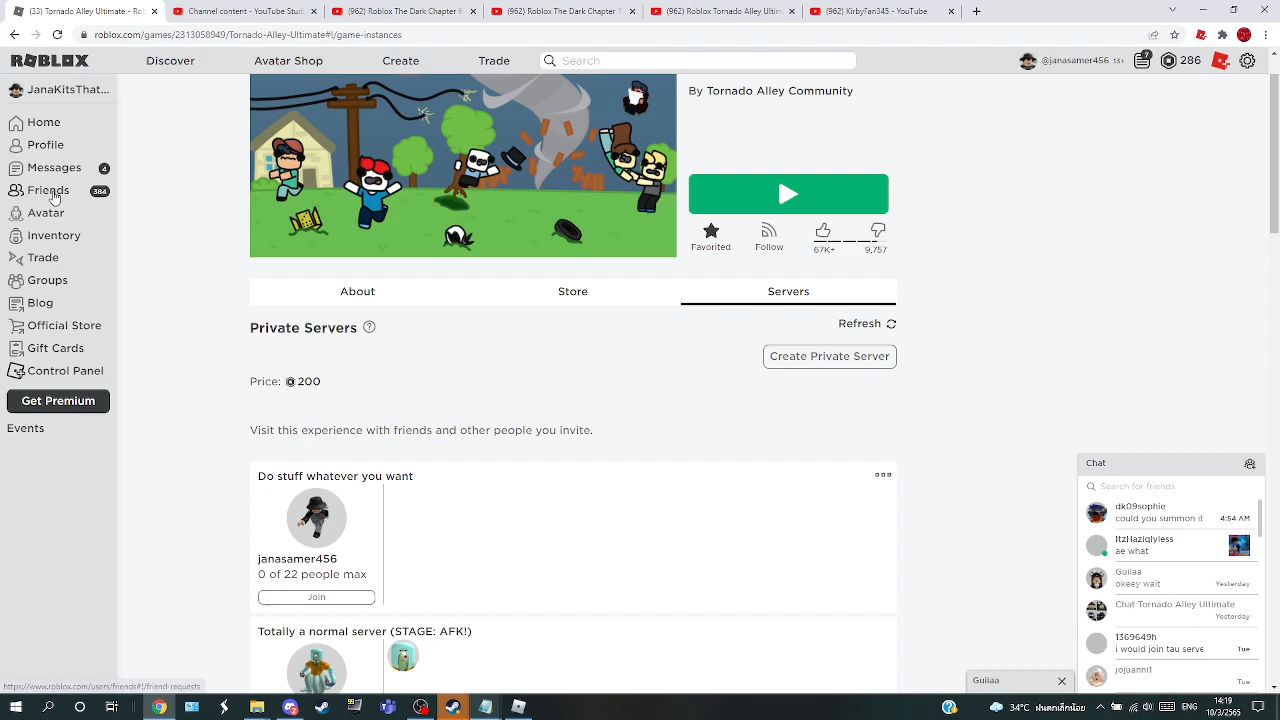 (33) Tornado Alley Ultimate - Ro
Channel content - YouTube Stud
(962) Roblox The Dark Chapter 6
(962) Roblox The Dark Chapter 1
(962) Roblox Tornado Alley Ultim
(962) KirbyFan345 - YouTube
roblox.com/games/2313058949/Tornado-Alley-Ultimate#!/game-instances
ROBLOX
Discover
Avatar Shop
Create
Trade
Search
@janasamer456 13+
286
JanaKitsThat...
Home
Profile
Messages 4
Friends 384
Avatar
Inventory
Trade
Groups
Blog
Official Store
Gift Cards
Control Panel
Get Premium
Events
By Tornado Alley Community
Favorited
Follow
67K+
9,757
About
Store
Servers
Private Servers
Refresh
Create Private Server
Price: 200
Visit this experience with friends and other people you invite.
Do stuff whatever you want
janasamer456
0 of 22 people max
Join
Totally a normal server (STAGE: AFK!)
Chat
Search for friends
dk09sophie
could you summon it 4:54 AM
ItzHaziqIyless
ae what
Guilaa
okeey wait Yesterday
Chat Tornado Alley Ultimate
Yesterday
1369649h
i would join tau serve Tue
jojuanni1
Tue
Guilaa
https://www.roblox.com/users/friends#!/friend-requests
34°C
14:19
10/3/2565